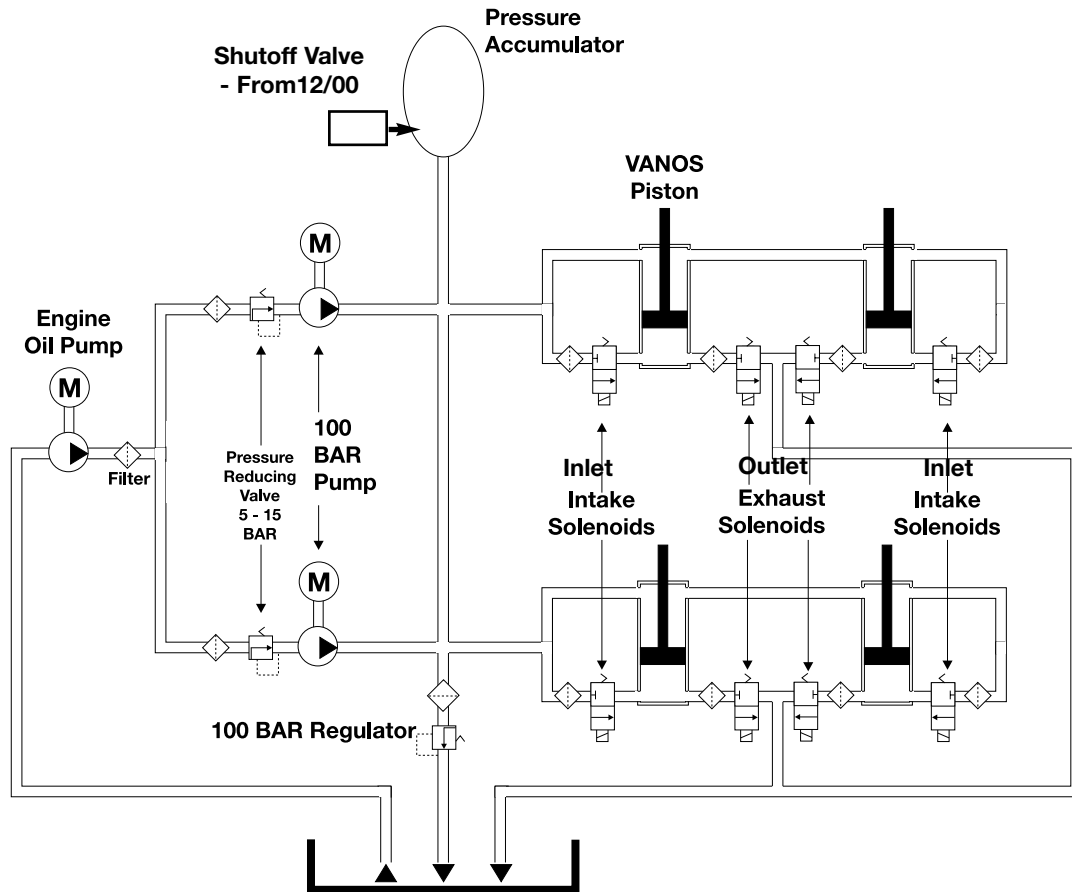 Pressure
Accumulator
Shutoff Valve
- From12/00
VANOS
Piston
M
Engine
Oil Pump
M
100
BAR
Pump
Pressure
Reducing
Valve
5 - 15
BAR
Filter
Inlet
Outlet
Inlet
Intake
Solenoids
Exhaust
Solenoids
Intake
Solenoids
M
100 BAR Regulator